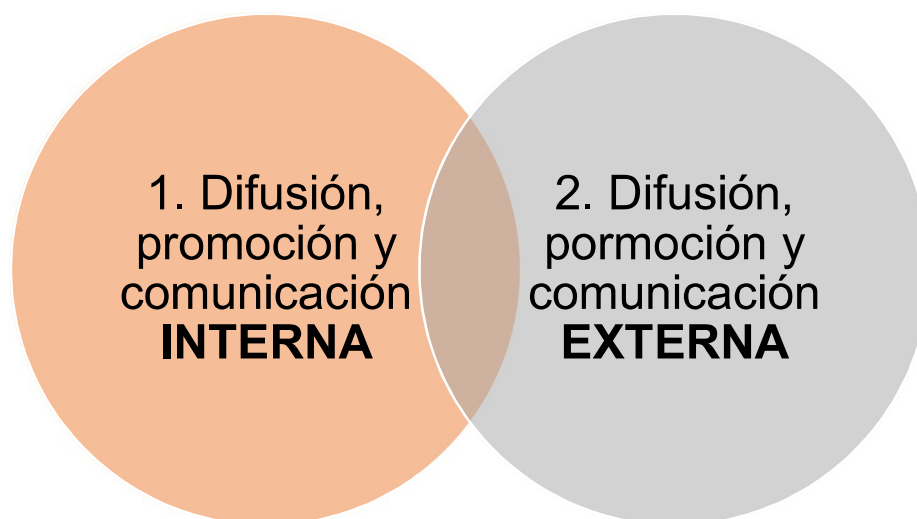 1. Difusión,
promoción y
comunicación
INTERNA
2. Difusión,
pormoción y
comunicación
EXTERNA